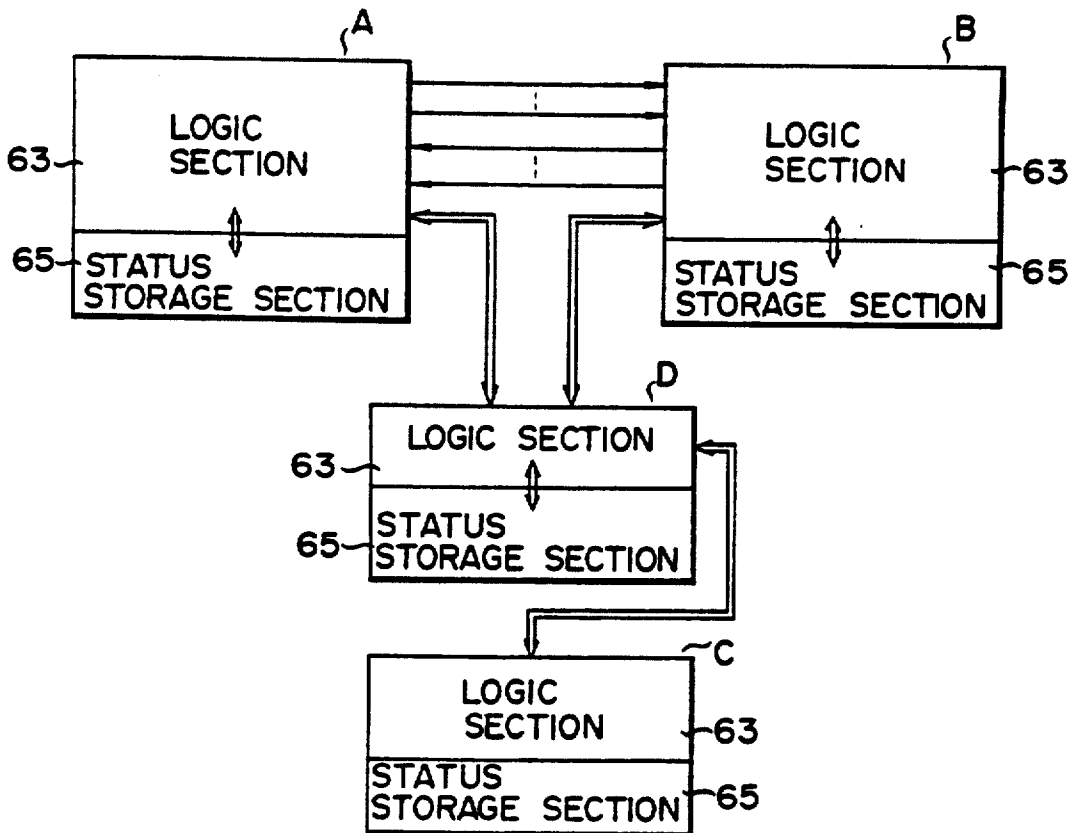 A
B
LOGIC
SECTION
63
65
STATUS
STORAGE SECTION
LOGIC
SECTION
63
STATUS
STORAGE SECTION
65
D
LOGIC SECTION
63
STATUS
STORAGE SECTION
65
C
LOGIC
SECTION
63
STATUS
STORAGE SECTION
65